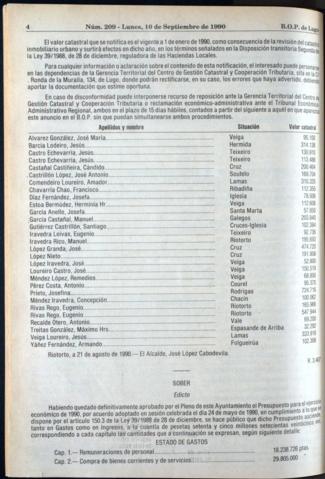 4 Núm. 209 - Lunes, 10 de Septiembre de 1990 B.O.P. de Lugo
El valor catastral que se notifica es el vigente a 1 de enero de 1990, como consecuencia de la revisión del catastro
inmobiliario urbano y surtirá efectos en dicho año, en los términos señalados en la Disposición transitoria Segunda de
la Ley 39/1988, de 28 de diciembre, reguladora de las Haciendas Locales.
Para cualquier información o aclaración sobre el contenido de esta notificación, el interesado puede personarse
en las dependencias de la Gerencia Territorial del Centro de Gestión Catastral y Cooperación Tributaria, sita en la C/
Ronda de la Muralla, 134, de Lugo, donde podrán rectificarse, en su caso, los errores que haya advertido, debiendo
aportar la documentación que estime oportuna.
En caso de disconformidad puede interponerse recurso de reposición ante la Gerencia Territorial del Centro de
Gestión Catastral y Cooperación Tributaria o reclamación económico-administrativa ante el Tribunal Económico
Administrativo Regional, ambos en el plazo de 15 días hábiles, contados a partir del siguiente a aquél en que aparezca
este anuncio en el B.O.P. sin que puedan simultanearse ambos procedimientos.
Apellidos y nombre Situación Valor catastral
Alvarez González, José María Veiga
Barcia Lodeiro, Jesús Hermida
Castro Echevarría, Jesús Teixeiro
Castro Echevarría, Jesús Teixeiro
Castañal Castiñeira, Cándido Cruz
Castrillón López, José Antonio Soutelo
Comendeiro Loureiro, Amador Lamas
Chavarría Chao, Francisco Ribadiña
Díaz Fernández, Josefa Iglesia
Estoa Bermúdez, Herminia Hr. Veiga
García Anello, Josefa Santa Marta
García Castañal, Manuel Galegos
Gutiérrez Castrillón, Santiago Cruces-Iglesia
Iravedra Leivas, Eugenio Teixeiro
Iravedra Rico, Manuel Riotorto
López Granda, José Cruz
López Nieto Cruz
López Iravedra, José Veiga
Loureiro Castro, José Veiga
Méndez López, Remedios Veiga
Pérez Costa, Antonio Courel
Prieto, Josefina Rodrigas
Méndez Iravedra, Concepción Chacín
Rivas Rego, Eugenio Riotorto
Rivas Rego, Eugenio Riotorto
Recalde Otero, Antonio Vale
Treitas González, Máximo Hrs. Espasande de Arriba
Veiga Loureiro, Jesús Lamas
Yáñez Fernández, Armando Folgueirúa
Riotorto, a 21 de agosto de 1990.— El Alcalde, José López Cabodevila.
SOBER
Edicto
Habiendo quedado definitivamente aprobado por el Pleno de este Ayuntamiento el Presupuesto para el ejercicio
económico de 1990, por acuerdo adoptado en sesión celebrada el día 24 de mayo de 1990, en cumplimiento a lo que
dispone por el artículo 150.3 de la Ley 39/1988 de 28 de diciembre, se hace público que dicho Presupuesto asciende,
tanto en Gastos como en Ingresos, a la cuantía de pesetas setenta y cinco millones setecientas
correspondiendo a cada capítulo las cantidades que a continuación se expresan, según siguiente detalle:
ESTADO DE GASTOS
Cap. 1.— Remuneraciones de personal 18.238.726 ptas.
Cap. 2.— Compra de bienes corrientes y de servicios 29.805.000 "